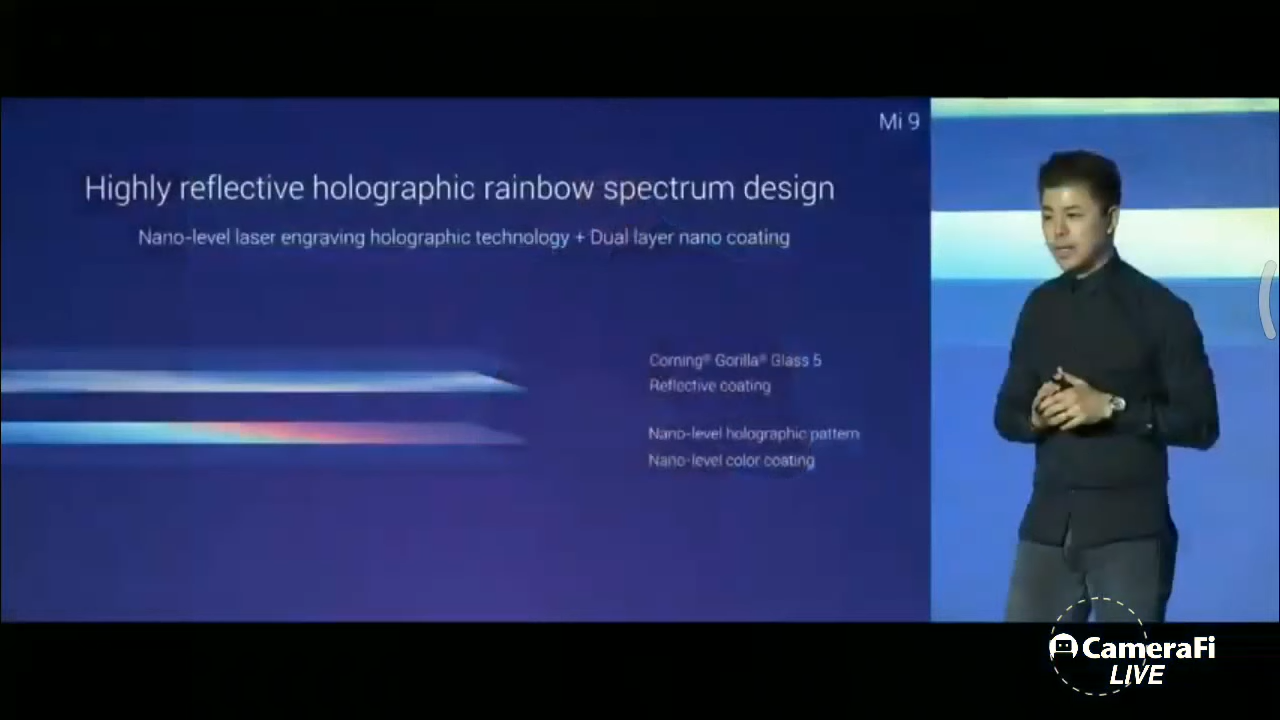 Mi 9
Highly reflective holographic rainbow spectrum design
Nano-level laser engraving holographic technology + Dual layer nano coating
Corning® Gorilla® Glass 5
Reflective coating
Nano-level holographic pattern
Nano-level color coating
CameraFi
LIVE